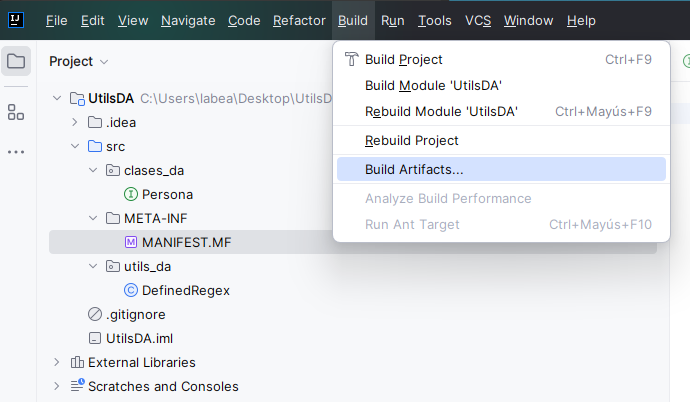 IJ File Edit View Navigate Code Refactor Build Run Tools VCS Window Help
Project
UtilsDA C:\Users\labea\Desktop\UtilsD
.idea
src
clases_da
I Persona
META-INF
M MANIFEST.MF
utils_da
C DefinedRegex
.gitignore
UtilsDA.iml
External Libraries
Scratches and Consoles
Build Project Ctrl+F9
Build Module 'UtilsDA'
Rebuild Module 'UtilsDA' Ctrl+Mayús+F9
Rebuild Project
Build Artifacts...
Analyze Build Performance
Run Ant Target Ctrl+Mayús+F10